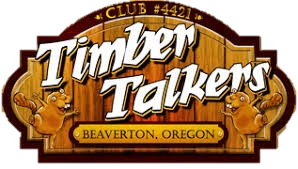 CLUB #4421
Timber
Talkers
BEAVERTON, OREGON